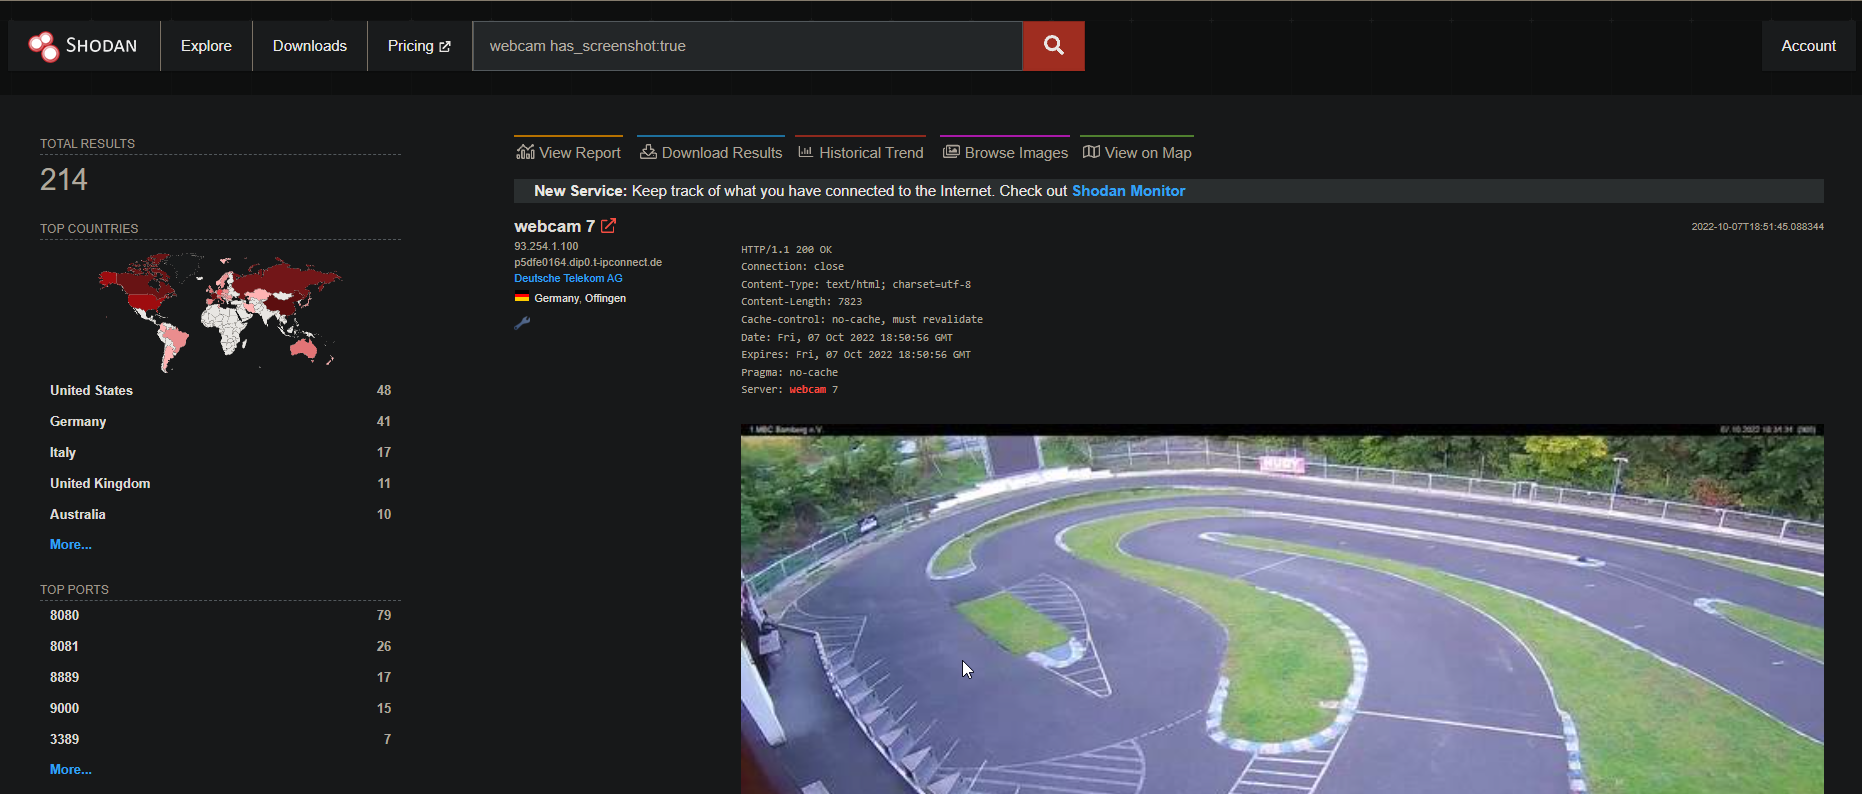 SHODAN
Explore
Downloads
Pricing
webcam has_screenshot:true
Account
TOTAL RESULTS
214
TOP COUNTRIES
United States 48
Germany 41
Italy 17
United Kingdom 11
Australia 10
More...
TOP PORTS
8080 79
8081 26
8889 17
9000 15
3389 7
More...
View Report
Download Results
Historical Trend
Browse Images
View on Map
New Service: Keep track of what you have connected to the Internet. Check out Shodan Monitor
webcam 7
2022-10-07T18:51:45.088344
93.254.1.100
p5dfe0164.dip0.t-ipconnect.de
Deutsche Telekom AG
Germany, Offingen
HTTP/1.1 200 OK
Connection: close
Content-Type: text/html; charset=utf-8
Content-Length: 7823
Cache-control: no-cache, must revalidate
Date: Fri, 07 Oct 2022 18:50:56 GMT
Expires: Fri, 07 Oct 2022 18:50:56 GMT
Pragma: no-cache
Server: webcam 7
1 MBC Bamberg e.V.
HUDY